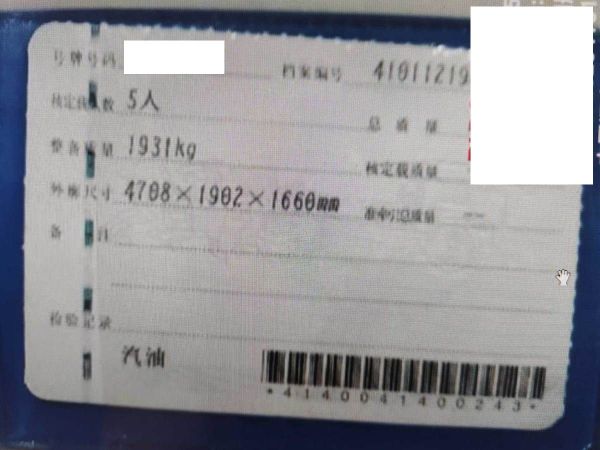 号牌号码 档案编号 41011219
核定载人数 5人 总质量
整备质量 1931kg 核定载质量
外廓尺寸 4708×1902×1660mm 准牵引总质量 --
备注
检验记录
汽油
*4140041400243*